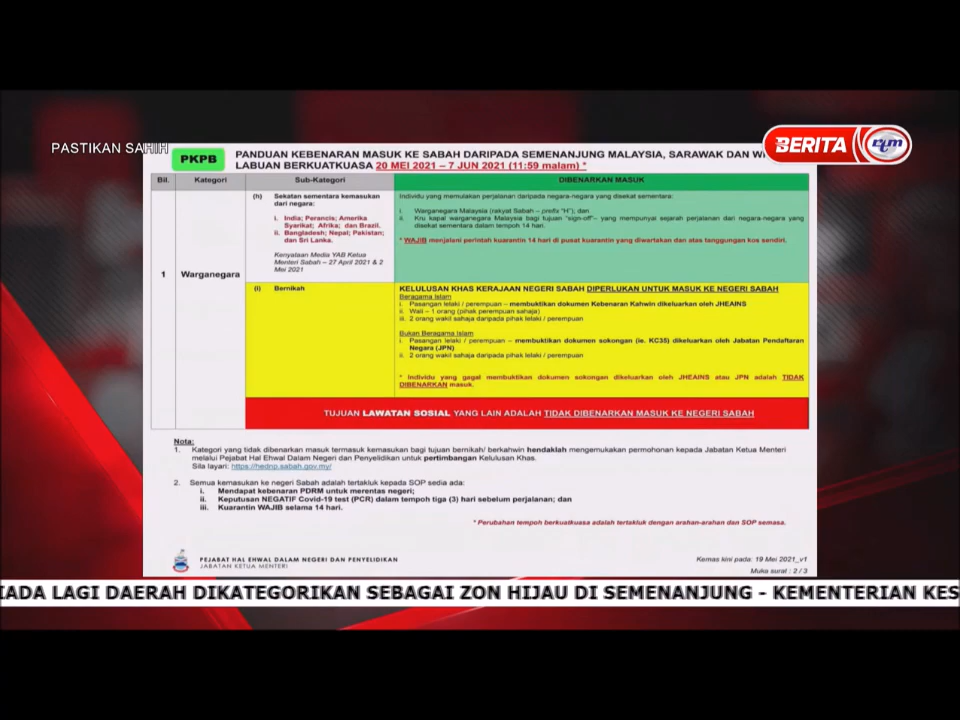 PASTIKAN SAHIH
BERITA rtm
PKPB
PANDUAN KEBENARAN MASUK KE SABAH DARIPADA SEMENANJUNG MALAYSIA, SARAWAK DAN
LABUAN BERKUATKUASA 20 MEI 2021 – 7 JUN 2021 (11:59 malam) *
Bil. Kategori Sub-Kategori DIBENARKAN MASUK
1 Warganegara
(h) Sekatan sementara kemasukan
dari negara:
i. India; Perancis; Amerika
Syarikat; Afrika; dan Brazil.
ii. Bangladesh; Nepal; Pakistan;
dan Sri Lanka.
Kenyataan Media YAB Ketua
Menteri Sabah – 27 April 2021 & 2
Mei 2021
Individu yang memulakan perjalanan daripada negara-negara yang disekat sementara:
i. Warganegara Malaysia (rakyat Sabah – prefix "H"); dan
ii. Kru kapal warganegara Malaysia bagi tujuan "sign-off"– yang mempunyai sejarah perjalanan dari negara-negara yang
disekat sementara dalam tempoh 14 hari.
* WAJIB menjalani perintah kuarantin 14 hari di pusat kuarantin yang diwartakan dan atas tanggungan kos sendiri.
(i) Bernikah
KELULUSAN KHAS KERAJAAN NEGERI SABAH DIPERLUKAN UNTUK MASUK KE NEGERI SABAH
Beragama Islam
i. Pasangan lelaki / perempuan – membuktikan dokumen Kebenaran Kahwin dikeluarkan oleh JHEAINS
ii. Wali – 1 orang (pihak perempuan sahaja)
iii. 2 orang wakil sahaja daripada pihak lelaki / perempuan
Bukan Beragama Islam
i. Pasangan lelaki / perempuan – membuktikan dokumen sokongan (ie. KC35) dikeluarkan oleh Jabatan Pendaftaran
Negara (JPN)
ii. 2 orang wakil sahaja daripada pihak lelaki / perempuan
* Individu yang gagal membuktikan dokumen sokongan dikeluarkan oleh JHEAINS atau JPN adalah TIDAK
DIBENARKAN masuk.
TUJUAN LAWATAN SOSIAL YANG LAIN ADALAH TIDAK DIBENARKAN MASUK KE NEGERI SABAH
Nota:
1. Kategori yang tidak dibenarkan masuk termasuk kemasukan bagi tujuan bernikah/ berkahwin hendaklah mengemukakan permohonan kepada Jabatan Ketua Menteri
melalui Pejabat Hal Ehwal Dalam Negeri dan Penyelidikan untuk pertimbangan Kelulusan Khas.
Sila layari: https://hednp.sabah.gov.my/
2. Semua kemasukan ke negeri Sabah adalah tertakluk kepada SOP sedia ada:
i. Mendapat kebenaran PDRM untuk merentas negeri;
ii. Keputusan NEGATIF Covid-19 test (PCR) dalam tempoh tiga (3) hari sebelum perjalanan; dan
iii. Kuarantin WAJIB selama 14 hari.
* Perubahan tempoh berkuatkuasa adalah tertakluk dengan arahan-arahan dan SOP semasa.
PEJABAT HAL EHWAL DALAM NEGERI DAN PENYELIDIKAN
JABATAN KETUA MENTERI
Kemas kini pada: 19 Mei 2021_v1
Muka surat : 2 / 3
IADA LAGI DAERAH DIKATEGORIKAN SEBAGAI ZON HIJAU DI SEMENANJUNG - KEMENTERIAN KES